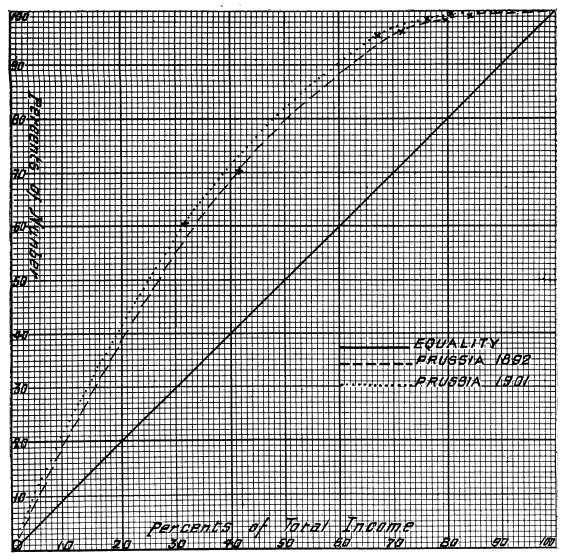 100
90
80
70
60
50
40
30
20
10
0
Percents of Number
EQUALITY
PRUSSIA 1892
PRUSSIA 1901
Percents of Total Income
10 20 30 40 50 60 70 80 90 100